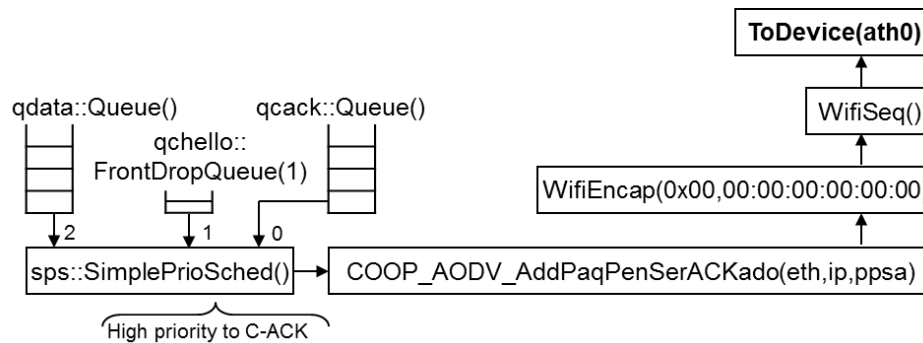 ToDevice(ath0)
WifiSeq()
qdata::Queue()
qcack::Queue()
qchello::
FrontDropQueue(1)
WifiEncap(0x00,00:00:00:00:00:00
2
1
0
sps::SimplePrioSched()
COOP_AODV_AddPaqPenSerACKado(eth,ip,ppsa)
High priority to C-ACK